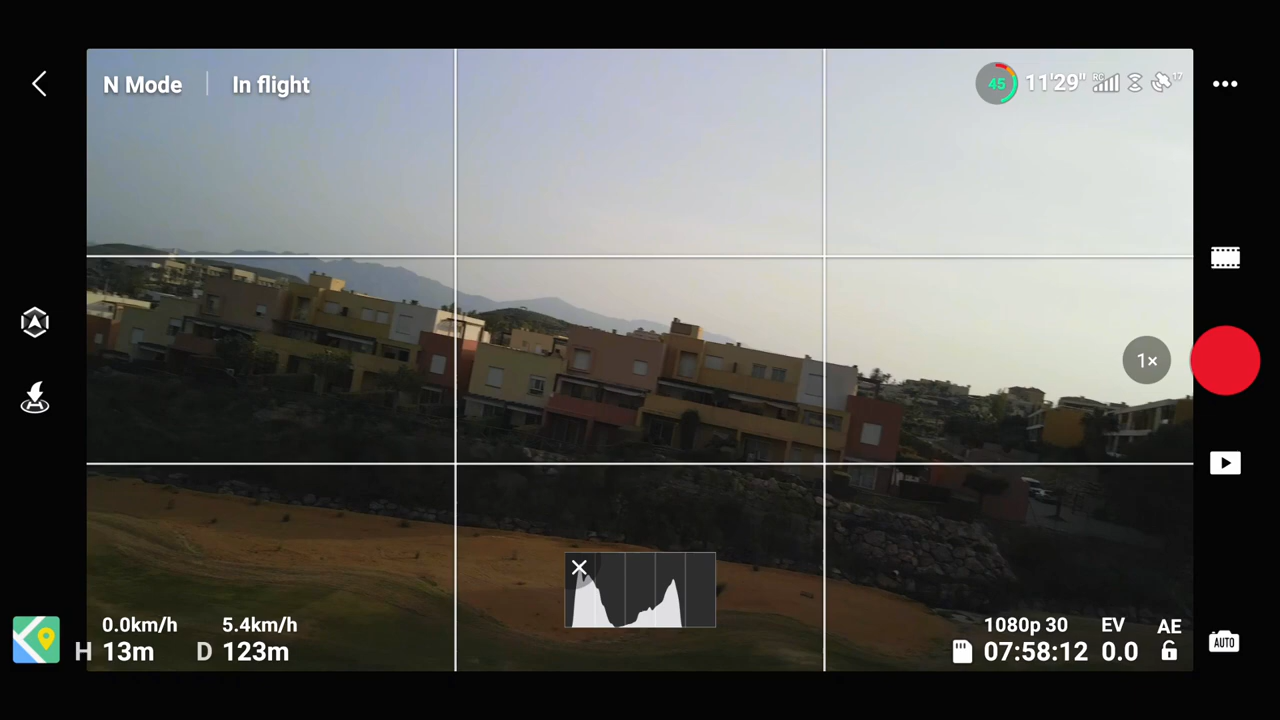 N Mode | In flight
45 11'29" RC 17
1×
0.0km/h 5.4km/h
H 13m D 123m
1080p 30 EV AE
07:58:12 0.0
AUTO